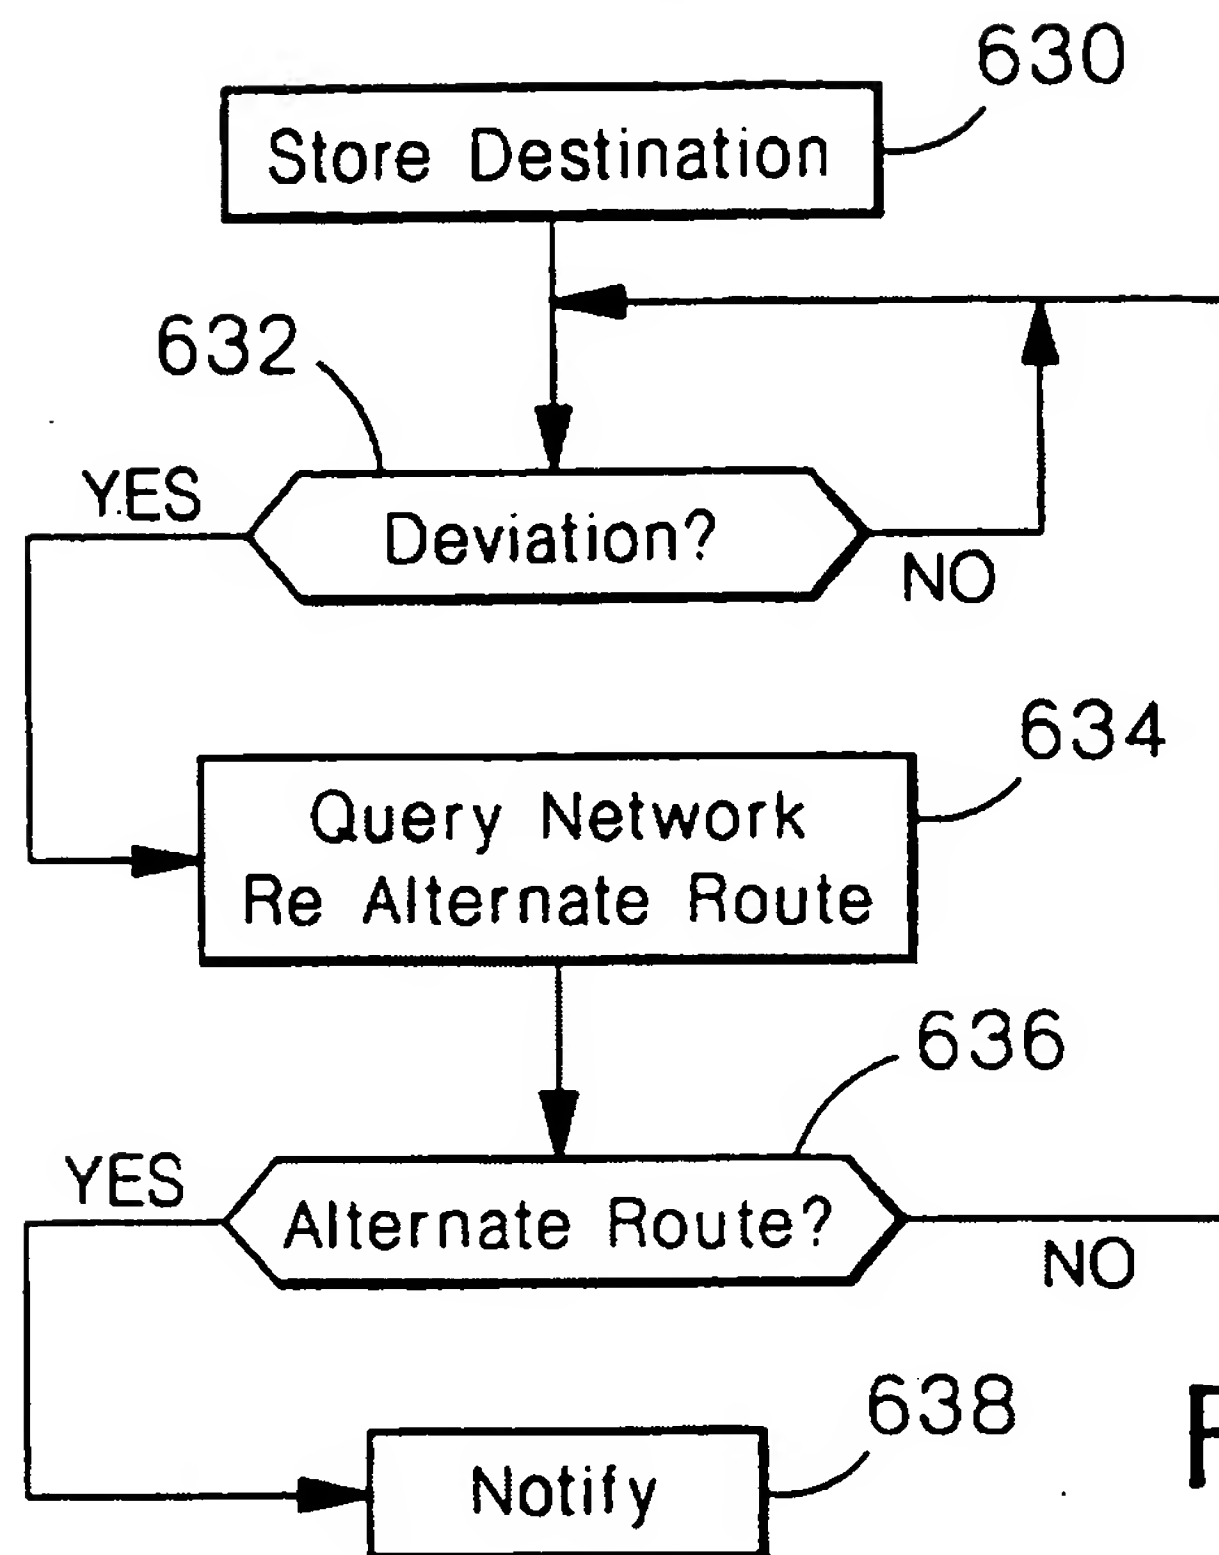 630
Store Destination
632
YES
Deviation?
NO
634
Query Network
Re Alternate Route
636
YES
Alternate Route?
NO
638
Notify